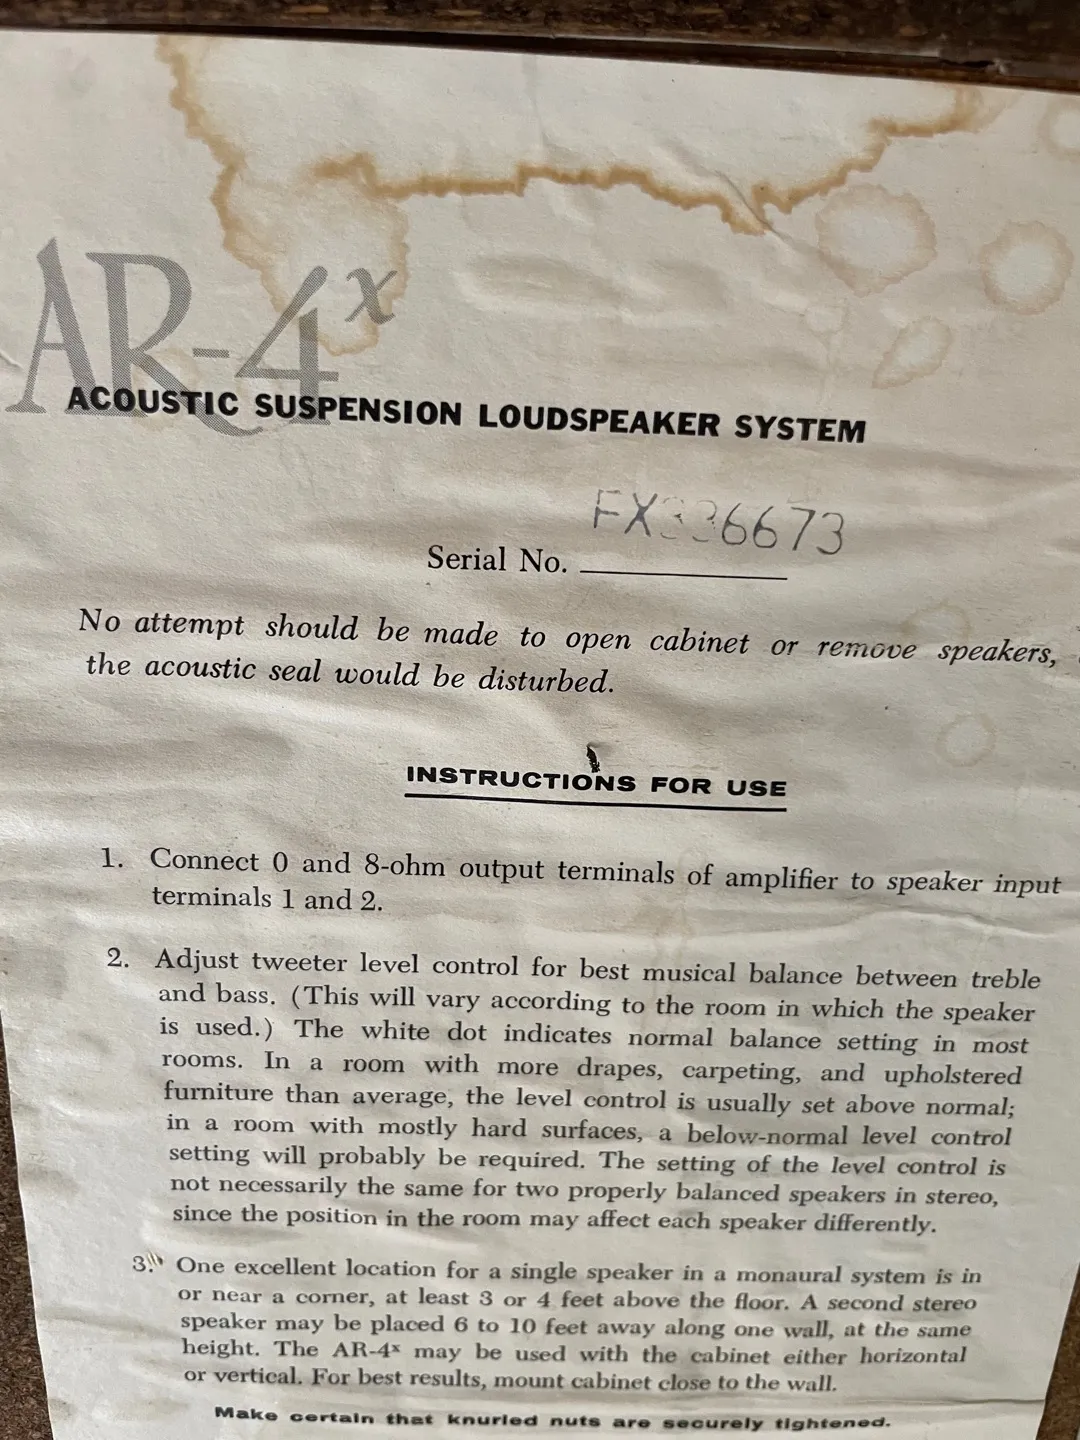 AR-4x
ACOUSTIC SUSPENSION LOUDSPEAKER SYSTEM
FX336673
Serial No.
No attempt should be made to open cabinet or remove speakers,
the acoustic seal would be disturbed.
INSTRUCTIONS FOR USE
1. Connect 0 and 8-ohm output terminals of amplifier to speaker input
terminals 1 and 2.
2. Adjust tweeter level control for best musical balance between treble
and bass. (This will vary according to the room in which the speaker
is used.) The white dot indicates normal balance setting in most
rooms. In a room with more drapes, carpeting, and upholstered
furniture than average, the level control is usually set above normal;
in a room with mostly hard surfaces, a below-normal level control
setting will probably be required. The setting of the level control is
not necessarily the same for two properly balanced speakers in stereo,
since the position in the room may affect each speaker differently.
3. One excellent location for a single speaker in a monaural system is in
or near a corner, at least 3 or 4 feet above the floor. A second stereo
speaker may be placed 6 to 10 feet away along one wall, at the same
height. The AR-4x may be used with the cabinet either horizontal
or vertical. For best results, mount cabinet close to the wall.
Make certain that knurled nuts are securely tightened.